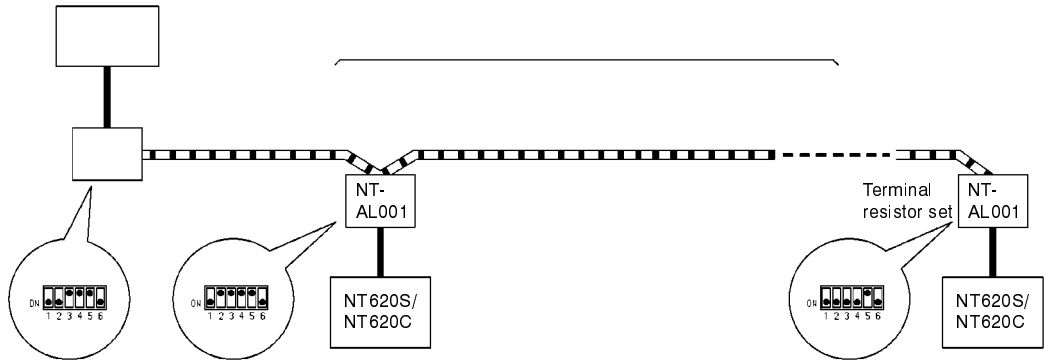 NT-
AL001
Terminal
resistor set
NT-
AL001
NT620S/
NT620C
NT620S/
NT620C
ON
1 2 3 4 5 6
ON
1 2 3 4 5 6
ON
1 2 3 4 5 6